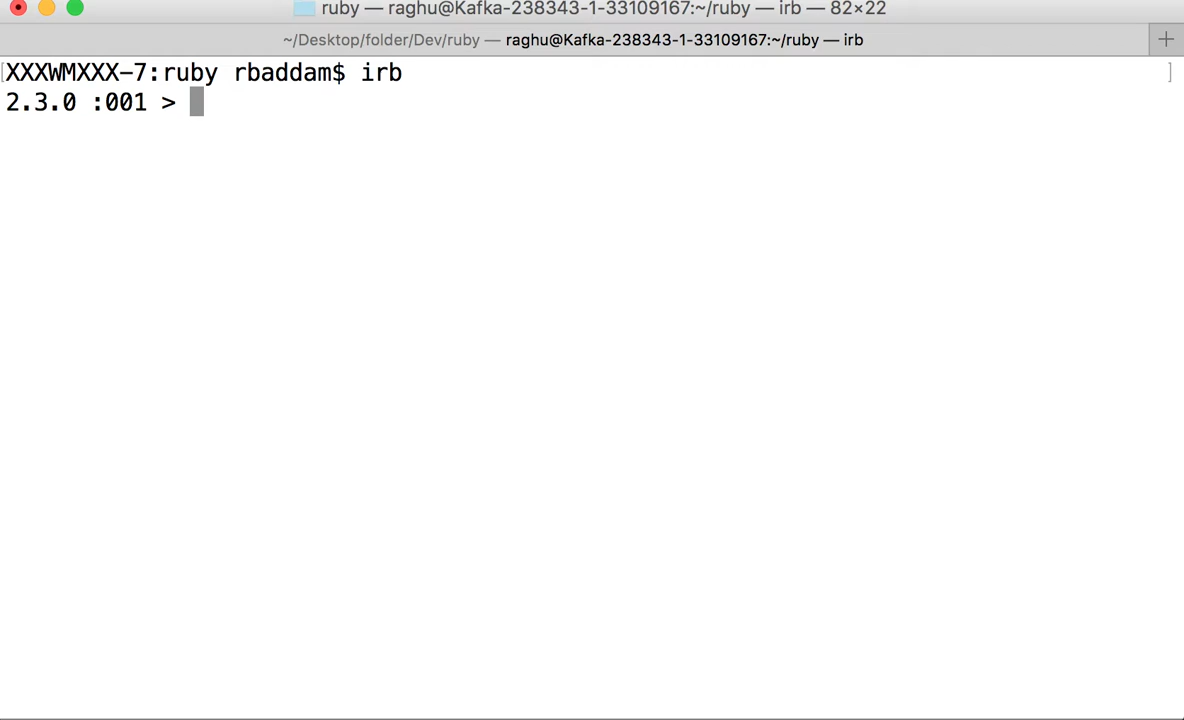 ruby — raghu@Kafka-238343-1-33109167:~/ruby — irb — 82×22
~/Desktop/folder/Dev/ruby — raghu@Kafka-238343-1-33109167:~/ruby — irb +
[XXXWMXXX-7:ruby rbaddam$ irb ]
2.3.0 :001 >